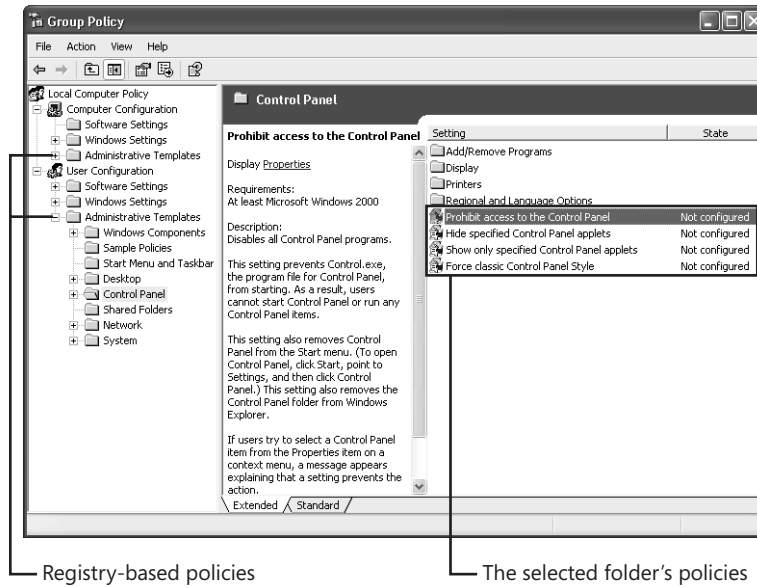 Group Policy
File Action View Help
Local Computer Policy
Computer Configuration
Software Settings
Windows Settings
Administrative Templates
User Configuration
Software Settings
Windows Settings
Administrative Templates
Windows Components
Sample Policies
Start Menu and Taskbar
Desktop
Control Panel
Shared Folders
Network
System
Control Panel
Prohibit access to the Control Panel
Display Properties
Requirements:
At least Microsoft Windows 2000
Description:
Disables all Control Panel programs.
This setting prevents Control.exe,
the program file for Control Panel,
from starting. As a result, users
cannot start Control Panel or run any
Control Panel items.
This setting also removes Control
Panel from the Start menu. (To open
Control Panel, click Start, point to
Settings, and then click Control
Panel.) This setting also removes the
Control Panel folder from Windows
Explorer.
If users try to select a Control Panel
item from the Properties item on a
context menu, a message appears
explaining that a setting prevents the
action.
Setting State
Add/Remove Programs
Display
Printers
Regional and Language Options
Prohibit access to the Control Panel Not configured
Hide specified Control Panel applets Not configured
Show only specified Control Panel applets Not configured
Force classic Control Panel Style Not configured
Extended Standard
Registry-based policies
The selected folder’s policies